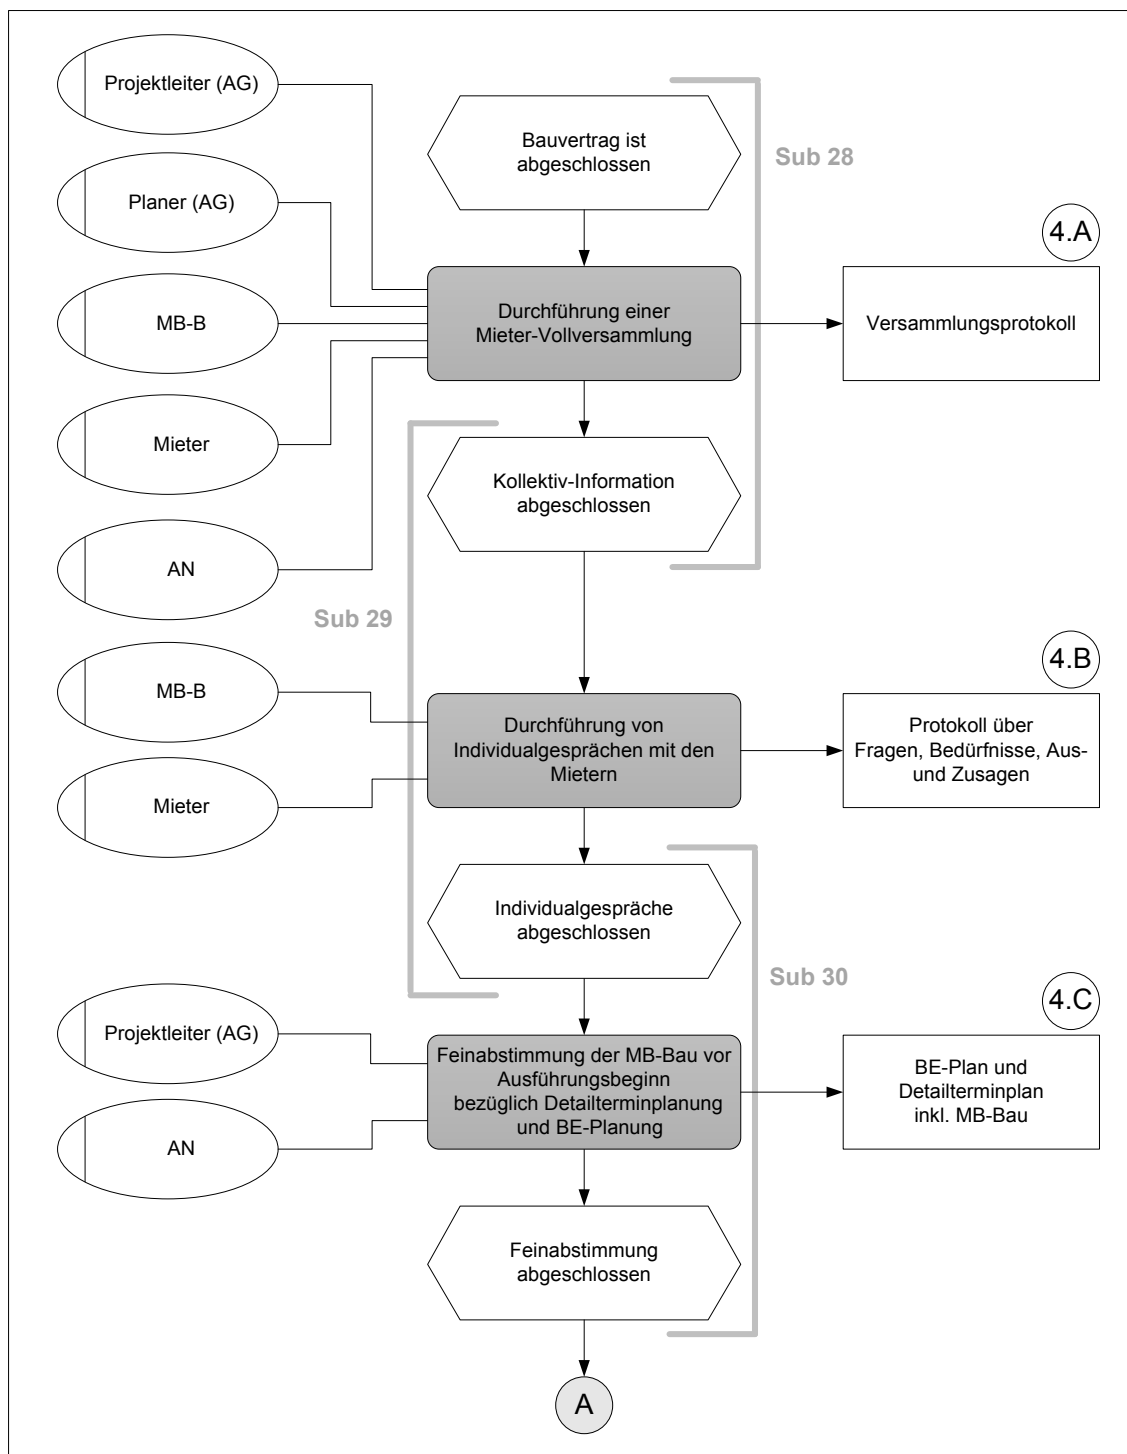 Projektleiter (AG)
Bauvertrag ist
abgeschlossen
Sub 28
Planer (AG)
4.A
MB-B
Durchführung einer
Mieter-Vollversammlung
Versammlungsprotokoll
Mieter
Kollektiv-Information
abgeschlossen
AN
Sub 29
MB-B
4.B
Durchführung von
Individualgesprächen mit den
Mietern
Protokoll über
Fragen, Bedürfnisse, Aus-
und Zusagen
Mieter
Individualgespräche
abgeschlossen
Sub 30
4.C
Projektleiter (AG)
Feinabstimmung der MB-Bau vor
Ausführungsbeginn
bezüglich Detailterminplanung
und BE-Planung
BE-Plan und
Detailterminplan
inkl. MB-Bau
AN
Feinabstimmung
abgeschlossen
A